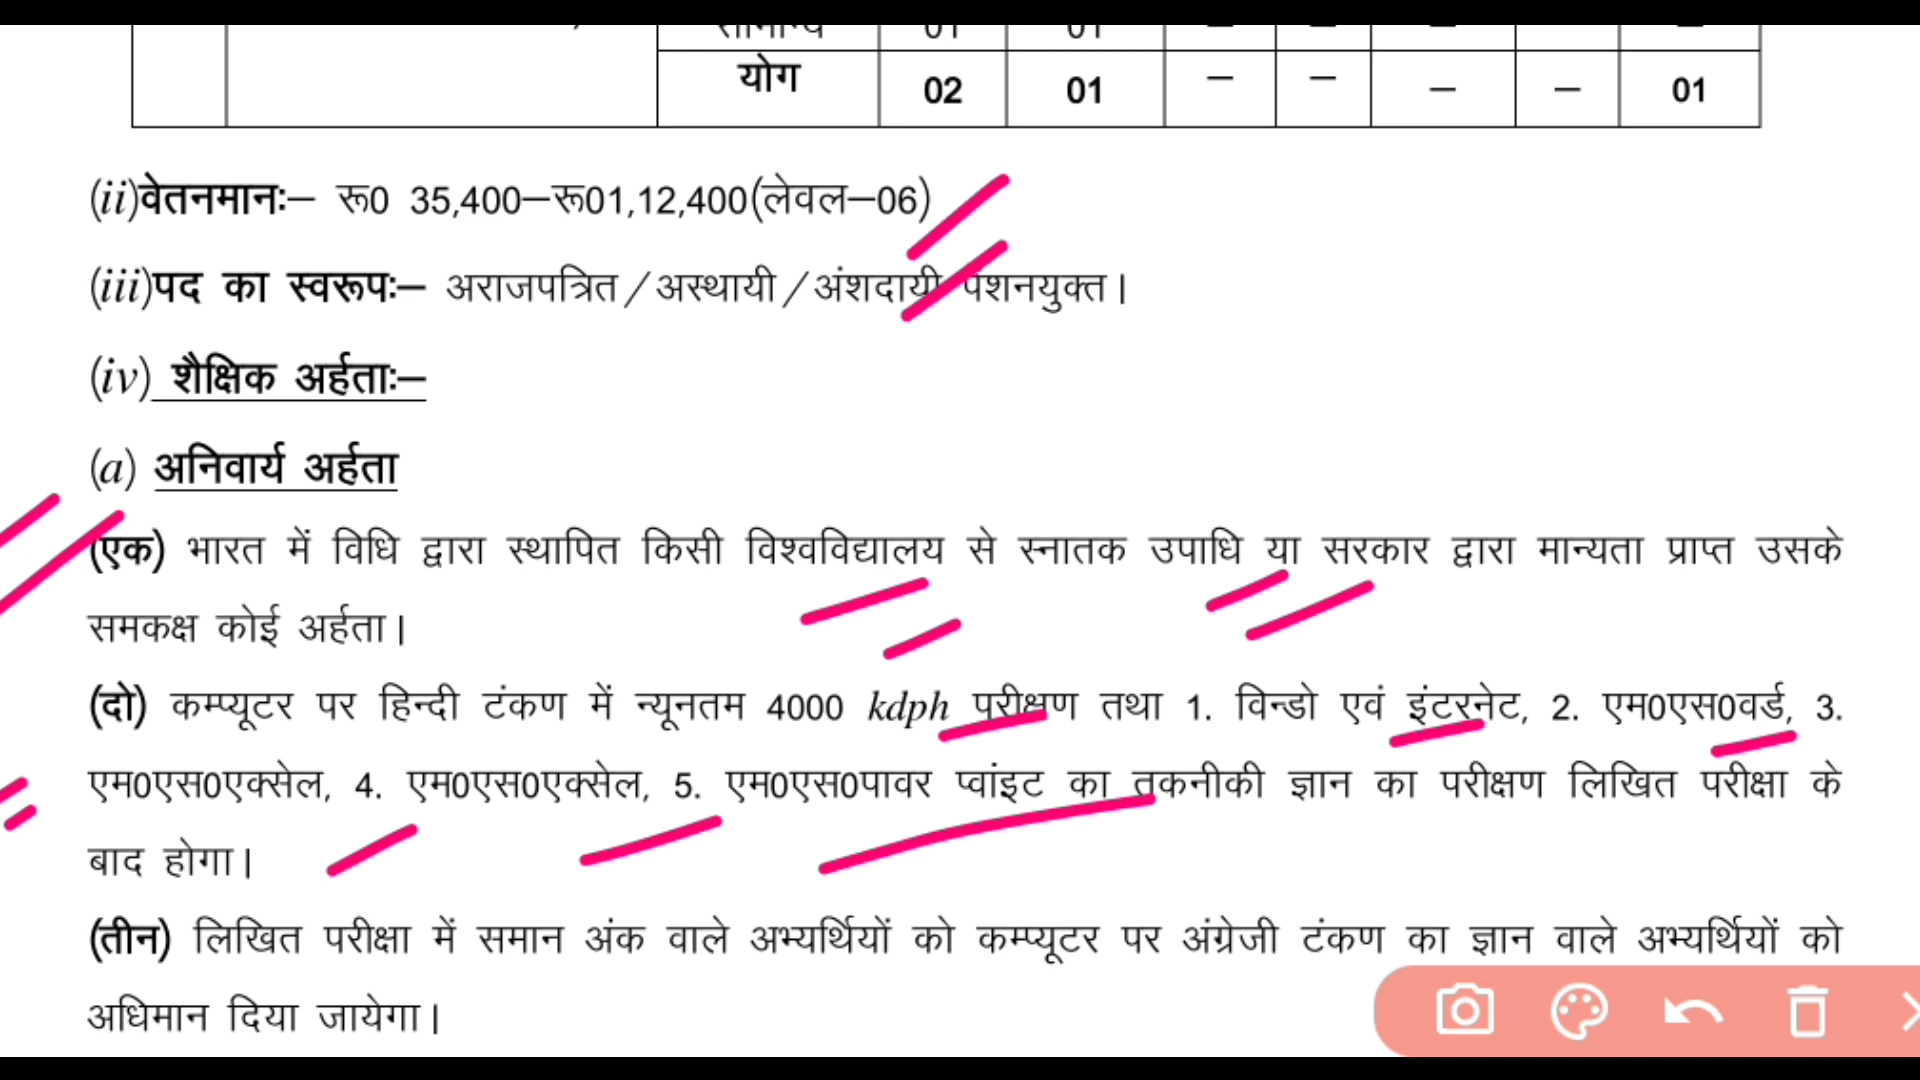 सामान्य 01 01 – – – – –
योग 02 01 – – – – 01
(ii)वेतनमानः– रू0 35,400–रू01,12,400(लेवल–06)
(iii)पद का स्वरूपः– अराजपत्रित/अस्थायी/अंशदायी पेंशनयुक्त।
(iv) शैक्षिक अर्हताः–
(a) अनिवार्य अर्हता
(एक) भारत में विधि द्वारा स्थापित किसी विश्वविद्यालय से स्नातक उपाधि या सरकार द्वारा मान्यता प्राप्त उसके
समकक्ष कोई अर्हता।
(दो) कम्प्यूटर पर हिन्दी टंकण में न्यूनतम 4000 kdph परीक्षण तथा 1. विन्डो एवं इंटरनेट, 2. एम0एस0वर्ड, 3.
एम0एस0एक्सेल, 4. एम0एस0एक्सेल, 5. एम0एस0पावर प्वांइट का तकनीकी ज्ञान का परीक्षण लिखित परीक्षा के
बाद होगा।
(तीन) लिखित परीक्षा में समान अंक वाले अभ्यर्थियों को कम्प्यूटर पर अंग्रेजी टंकण का ज्ञान वाले अभ्यर्थियों को
अधिमान दिया जायेगा।